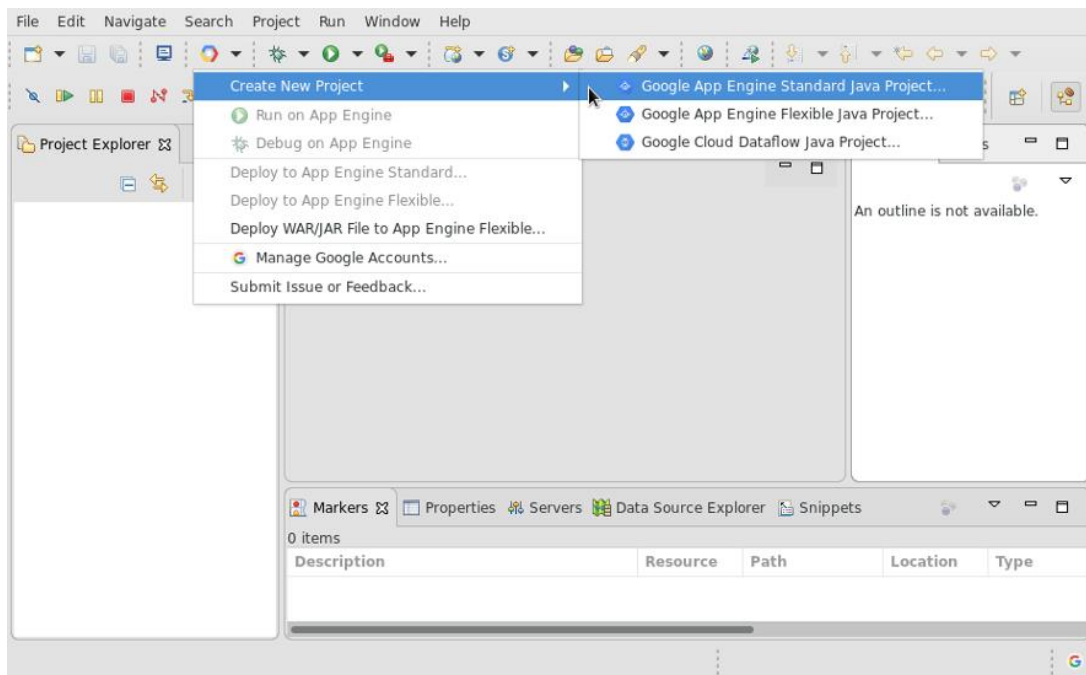 File Edit Navigate Search Project Run Window Help
Create New Project
Google App Engine Standard Java Project...
Run on App Engine
Google App Engine Flexible Java Project...
Project Explorer
Debug on App Engine
Google Cloud Dataflow Java Project...
s
Deploy to App Engine Standard...
Deploy to App Engine Flexible...
An outline is not available.
Deploy WAR/JAR File to App Engine Flexible...
Manage Google Accounts...
Submit Issue or Feedback...
Markers Properties Servers Data Source Explorer Snippets
0 items
Description Resource Path Location Type